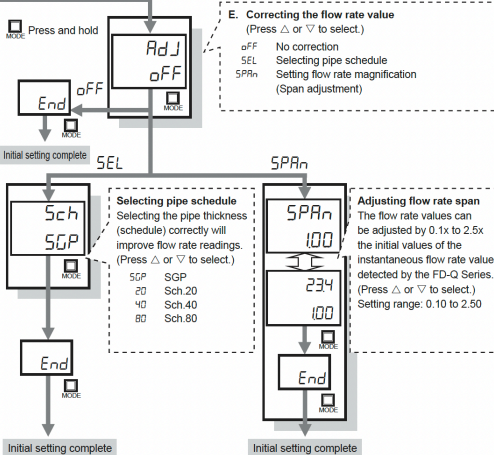 E. Correcting the flow rate value
(Press △ or ▽ to select.)
oFF No correction
SEL Selecting pipe schedule
SPAn Setting flow rate magnification
(Span adjustment)
MODE
Press and hold
AdJ
oFF
MODE
oFF
End
MODE
Initial setting complete
SEL
SPAn
Sch
SGP
MODE
Selecting pipe schedule
Selecting the pipe thickness
(schedule) correctly will
improve flow rate readings.
(Press △ or ▽ to select.)
SGP SGP
20 Sch.20
40 Sch.40
80 Sch.80
End
MODE
Initial setting complete
SPAn
1.00
23.4
1.00
MODE
End
MODE
Initial setting complete
Adjusting flow rate span
The flow rate values can
be adjusted by 0.1x to 2.5x
the initial values of the
instantaneous flow rate value
detected by the FD-Q Series.
(Press △ or ▽ to select.)
Setting range: 0.10 to 2.50